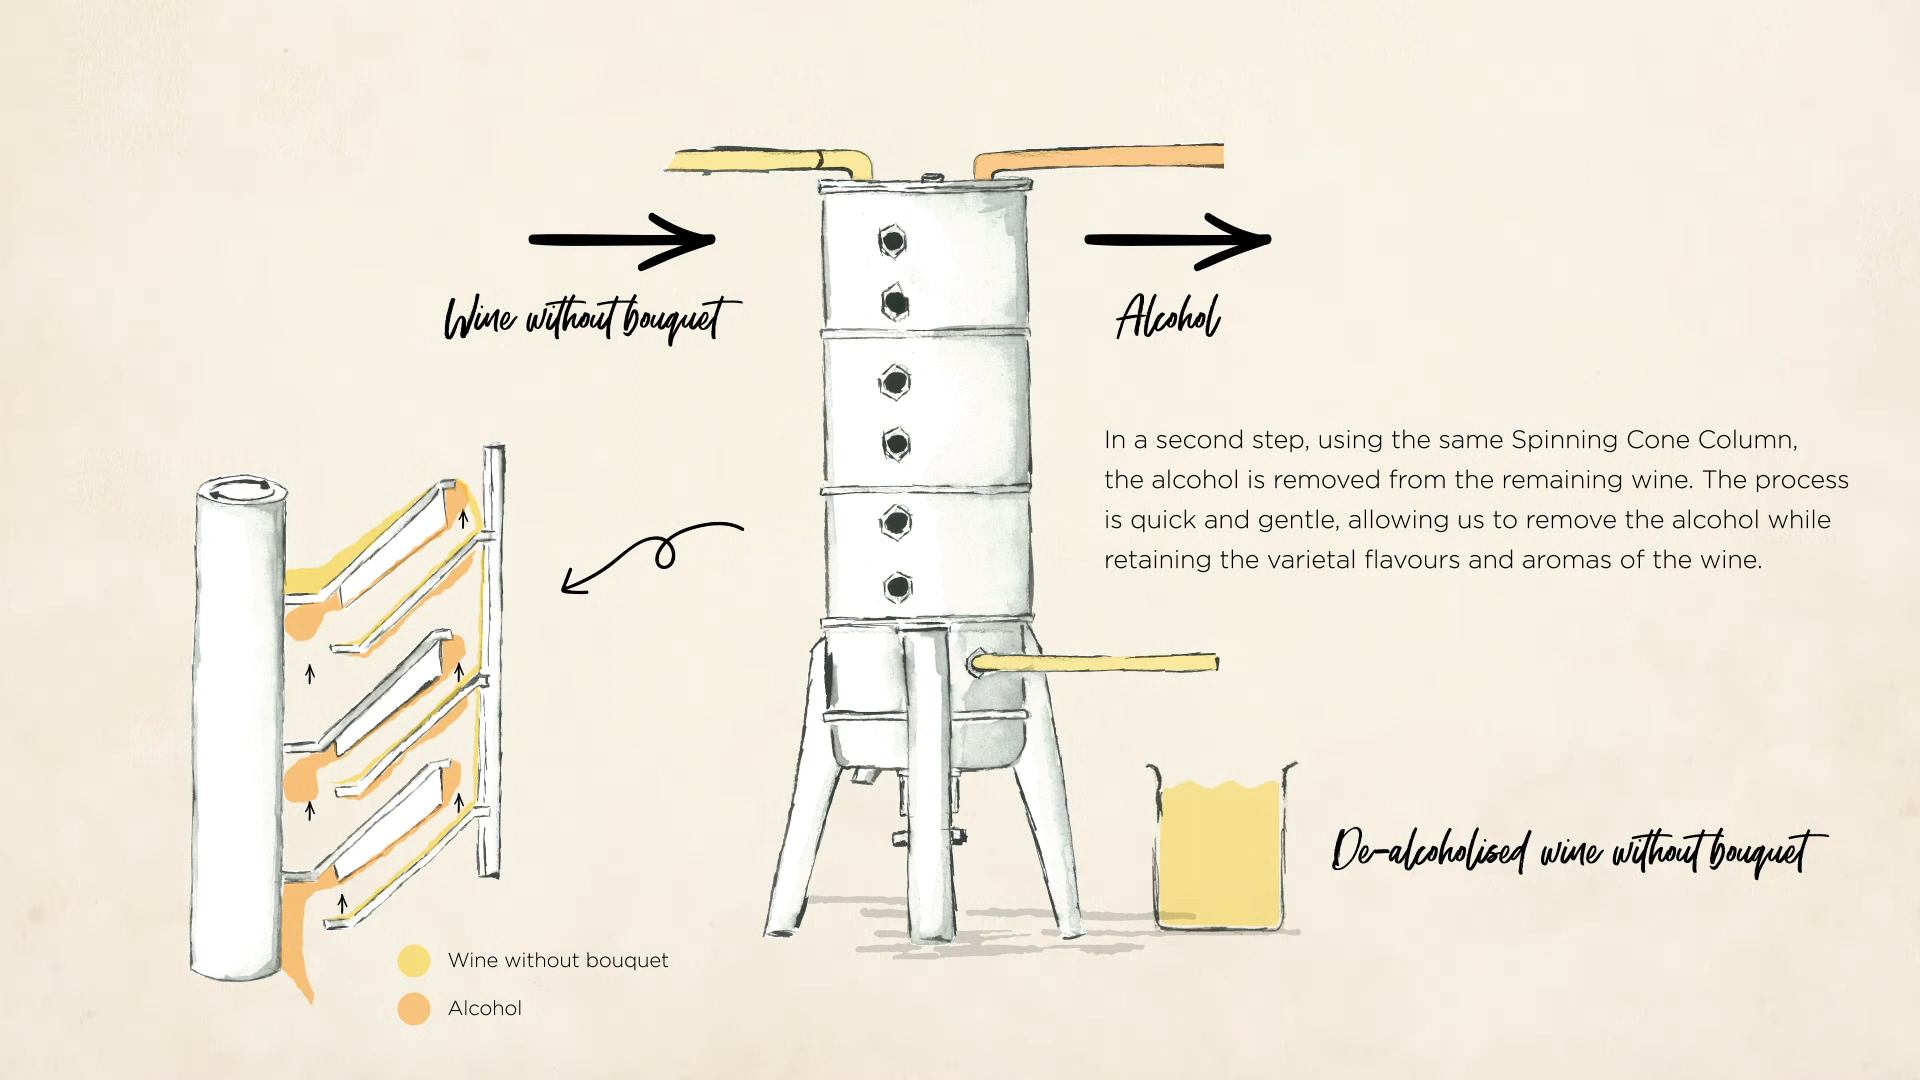 Wine without bouquet
Alcohol
In a second step, using the same Spinning Cone Column,
the alcohol is removed from the remaining wine. The process
is quick and gentle, allowing us to remove the alcohol while
retaining the varietal flavours and aromas of the wine.
De-alcoholised wine without bouquet
Wine without bouquet
Alcohol